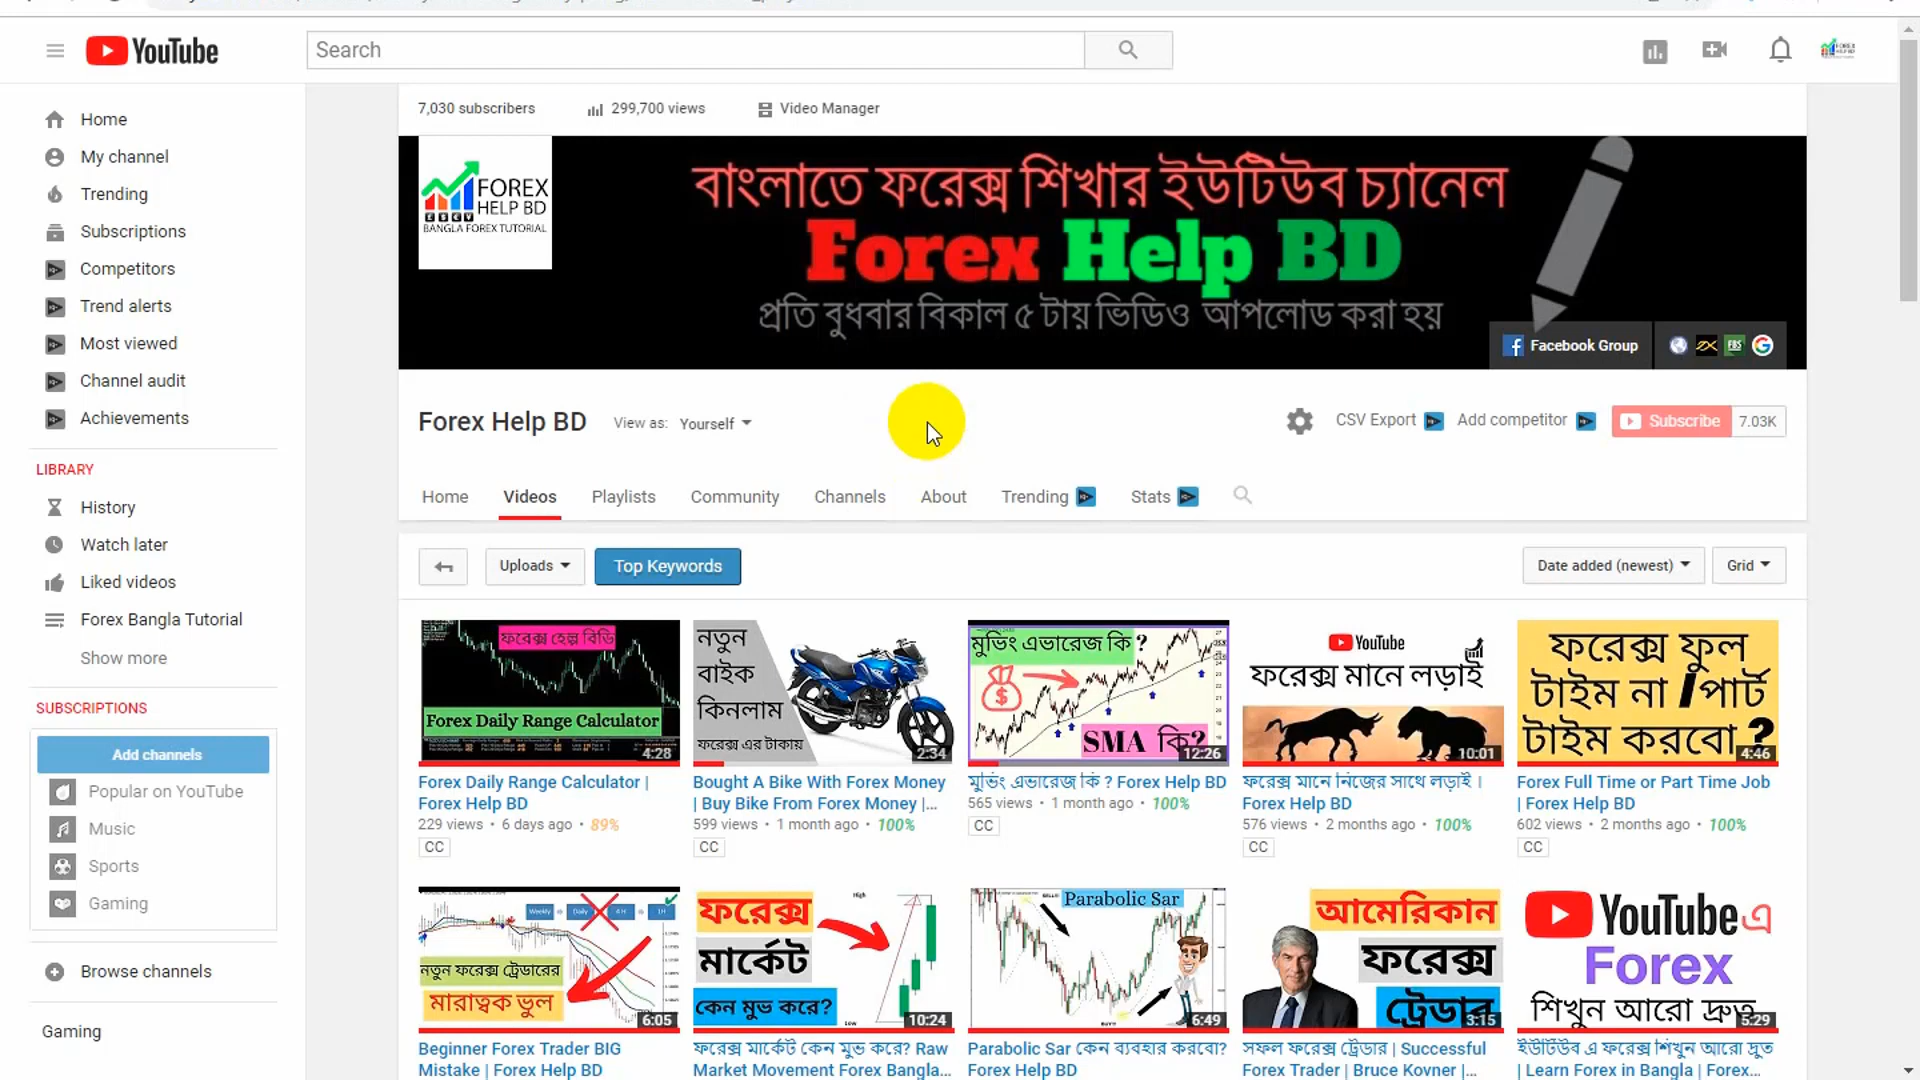 YouTube
Search
7,030 subscribers
299,700 views
Video Manager
FOREX
HELP BD
BANGLA FOREX TUTORIAL
বাংলাতে ফরেক্স শিখার ইউটিউব চ্যানেল
Forex Help BD
প্রতি বুধবার বিকাল ৫ টায় ভিডিও আপলোড করা হয়
Facebook Group
Home
My channel
Trending
Subscriptions
Competitors
Trend alerts
Most viewed
Channel audit
Achievements
LIBRARY
History
Watch later
Liked videos
Forex Bangla Tutorial
Show more
SUBSCRIPTIONS
Add channels
Popular on YouTube
Music
Sports
Gaming
Browse channels
Gaming
Forex Help BD
View as: Yourself
CSV Export
Add competitor
Subscribe 7.03K
Home Videos Playlists Community Channels About Trending Stats
Uploads
Top Keywords
Date added (newest)
Grid
ফরেক্স হেল্প বিডি
Forex Daily Range Calculator
4:28
Forex Daily Range Calculator |
Forex Help BD
229 views • 6 days ago • 89%
CC
নতুন
বাইক
কিনলাম
ফরেক্স এর টাকায়
2:34
Bought A Bike With Forex Money
| Buy Bike From Forex Money |...
599 views • 1 month ago • 100%
CC
মুভিং এভারেজ কি ?
SMA কি?
12:26
মুভিং এভারেজ কি ? Forex Help BD
565 views • 1 month ago • 100%
CC
YouTube
ফরেক্স মানে লড়াই
10:01
ফরেক্স মানে নিজের সাথে লড়াই ।
Forex Help BD
576 views • 2 months ago • 100%
CC
ফরেক্স ফুল
টাইম না / পার্ট
টাইম করবো ?
4:46
Forex Full Time or Part Time Job
| Forex Help BD
602 views • 2 months ago • 100%
CC
Weekly Daily 4 H 1H
নতুন ফরেক্স ট্রেডারের
মারাত্বক ভুল
6:05
Beginner Forex Trader BIG
Mistake | Forex Help BD
ফরেক্স
মার্কেট
কেন মুভ করে?
High
Low
10:24
ফরেক্স মার্কেট কেন মুভ করে? Raw
Market Movement Forex Bangla...
Parabolic Sar
6:49
Parabolic Sar কেন ব্যবহার করবো?
Forex Help BD
আমেরিকান
ফরেক্স
ট্রেডার
3:15
সফল ফরেক্স ট্রেডার | Successful
Forex Trader | Bruce Kovner |...
YouTube এ
Forex
শিখুন আরো দ্রুত
5:29
ইউটিউব এ ফরেক্স শিখুন আরো দ্রুত
| Learn Forex in Bangla | Forex...